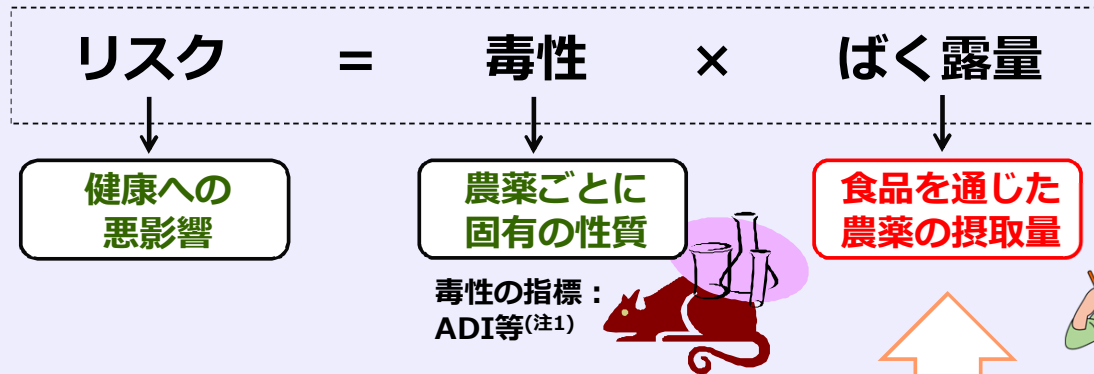 リスク = 毒性 × ばく露量
健康への
悪影響
農薬ごとに
固有の性質
食品を通じた
農薬の摂取量
毒性の指標：
ADI等(注1)